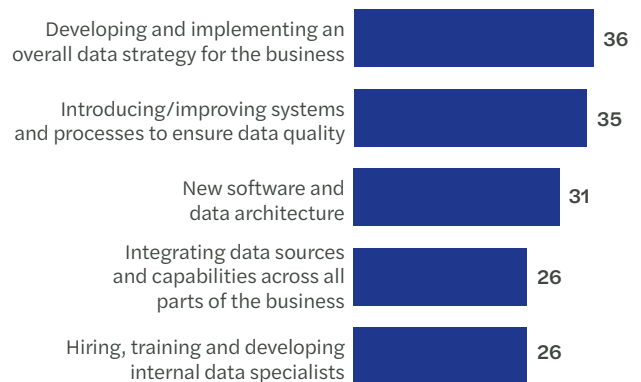 Developing and implementing an
overall data strategy for the business
36
Introducing/improving systems
and processes to ensure data quality
35
New software and
data architecture
31
Integrating data sources
and capabilities across all
parts of the business
26
Hiring, training and developing
internal data specialists
26